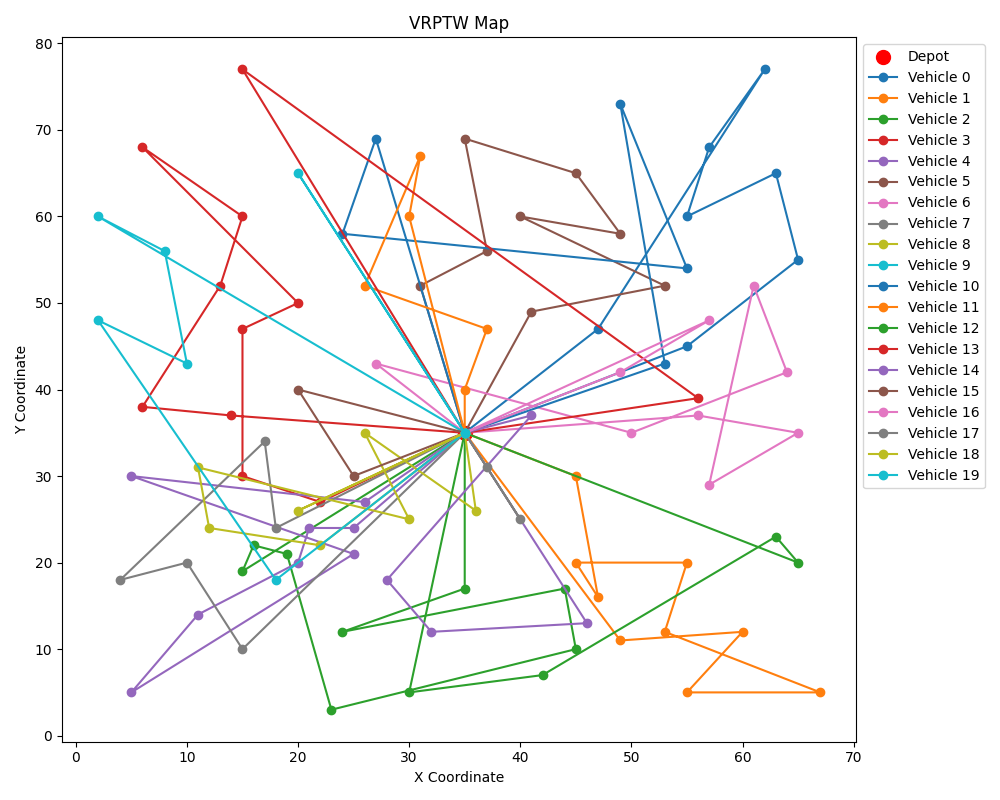 VRPTW Map
Y Coordinate
80
70
60
50
40
30
20
10
0
0 10 20 30 40 50 60 70
X Coordinate
Depot
Vehicle 0
Vehicle 1
Vehicle 2
Vehicle 3
Vehicle 4
Vehicle 5
Vehicle 6
Vehicle 7
Vehicle 8
Vehicle 9
Vehicle 10
Vehicle 11
Vehicle 12
Vehicle 13
Vehicle 14
Vehicle 15
Vehicle 16
Vehicle 17
Vehicle 18
Vehicle 19